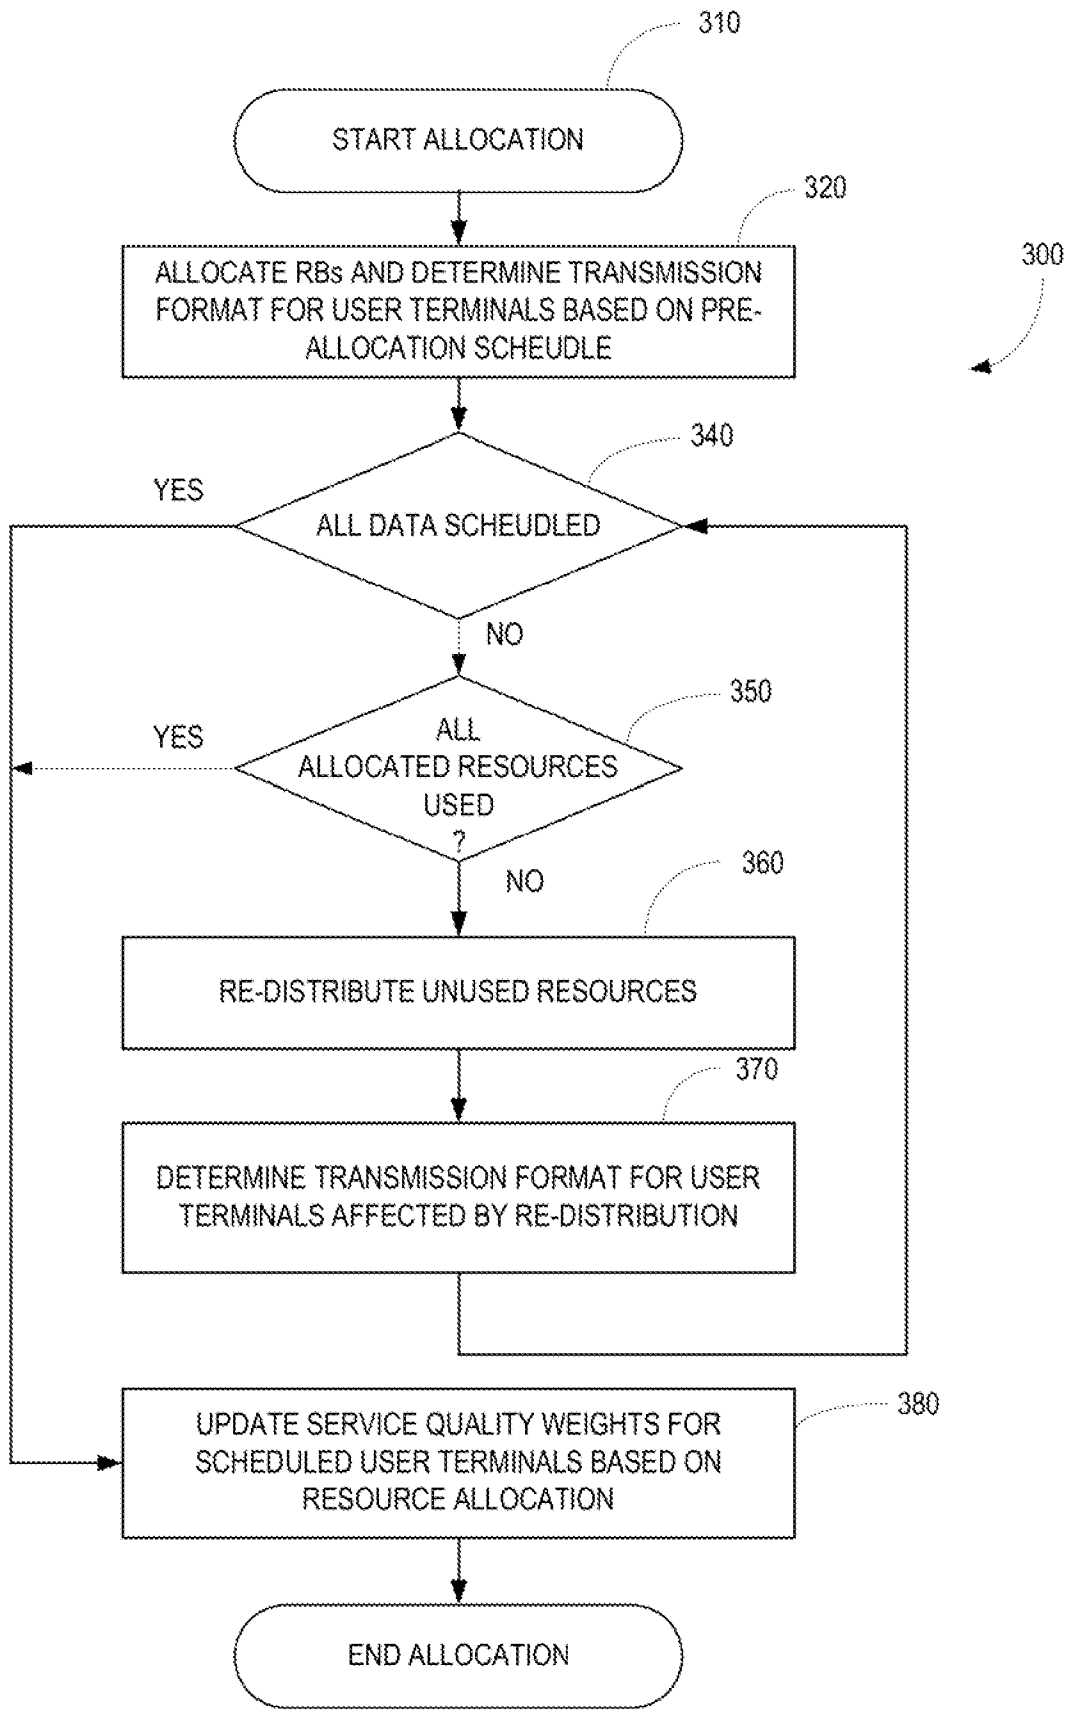 310
START ALLOCATION
320
ALLOCATE RBs AND DETERMINE TRANSMISSION
FORMAT FOR USER TERMINALS BASED ON PRE-
ALLOCATION SCHEUDLE
300
340
YES
ALL DATA SCHEUDLED
NO
350
YES
ALL
ALLOCATED RESOURCES
USED
?
NO
360
RE-DISTRIBUTE UNUSED RESOURCES
370
DETERMINE TRANSMISSION FORMAT FOR USER
TERMINALS AFFECTED BY RE-DISTRIBUTION
380
UPDATE SERVICE QUALITY WEIGHTS FOR
SCHEDULED USER TERMINALS BASED ON
RESOURCE ALLOCATION
END ALLOCATION